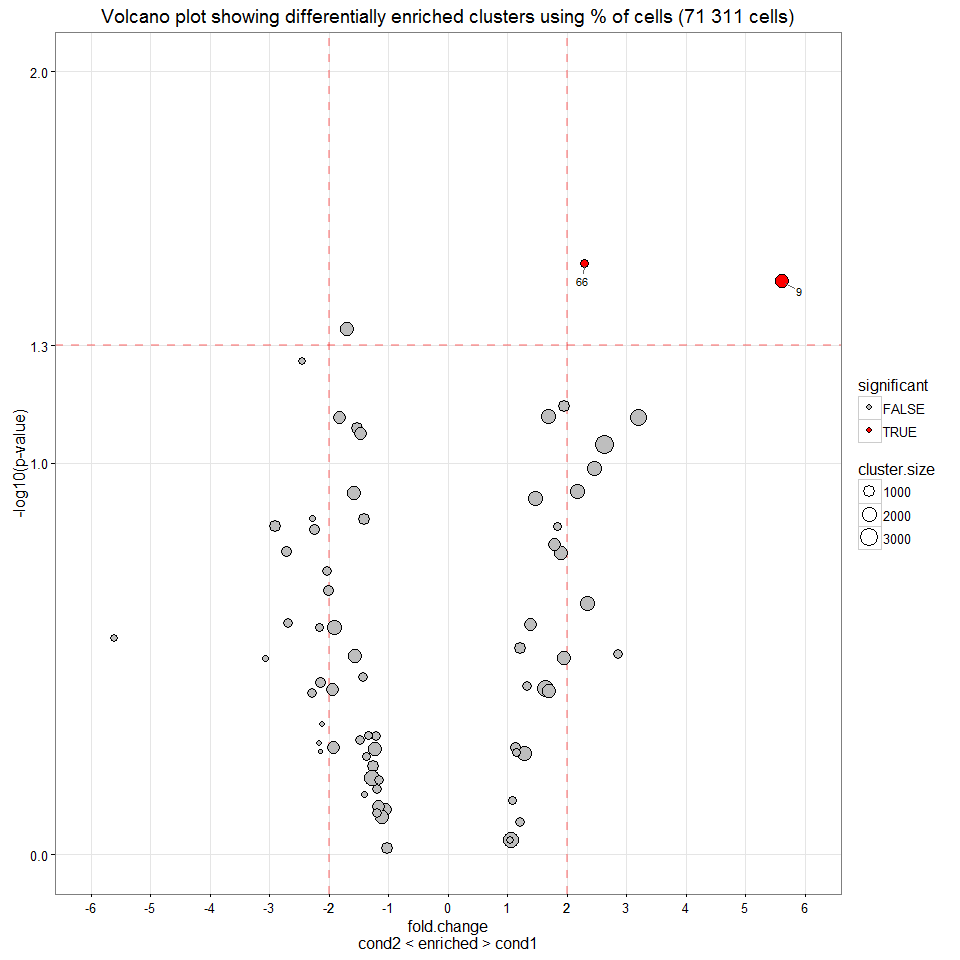 Volcano plot showing differentially enriched clusters using % of cells (71 311 cells)
2.0
1.3
1.0
0.0
-log10(p-value)
66
9
-6 -5 -4 -3 -2 -1 0 1 2 3 4 5 6
fold.change
cond2 < enriched > cond1
significant
FALSE
TRUE
cluster.size
1000
2000
3000